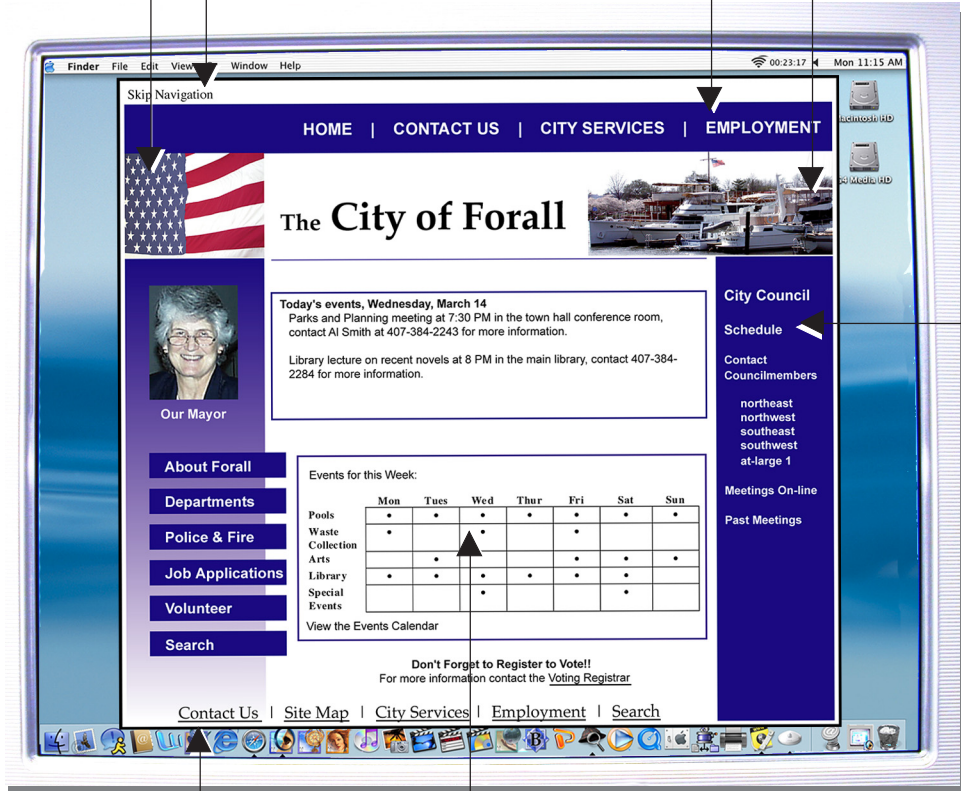 Finder File Edit View Window Help
00:23:17 Mon 11:15 AM
Skip Navigation
HOME | CONTACT US | CITY SERVICES | EMPLOYMENT
Macintosh HD
G4 Media HD
The City of Forall
City Council
Schedule
Contact
Councilmembers
northeast
northwest
southeast
southwest
at-large 1
Meetings On-line
Past Meetings
Today's events, Wednesday, March 14
Parks and Planning meeting at 7:30 PM in the town hall conference room,
contact Al Smith at 407-384-2243 for more information.
Library lecture on recent novels at 8 PM in the main library, contact 407-384-
2284 for more information.
Our Mayor
About Forall
Departments
Police & Fire
Job Applications
Volunteer
Search
Events for this Week:
Mon Tues Wed Thur Fri Sat Sun
Pools • • • • • • •
Waste
Collection • • •
Arts • • • •
Library • • • • • •
Special
Events • •
View the Events Calendar
Don't Forget to Register to Vote!!
For more information contact the Voting Registrar
Contact Us | Site Map | City Services | Employment | Search